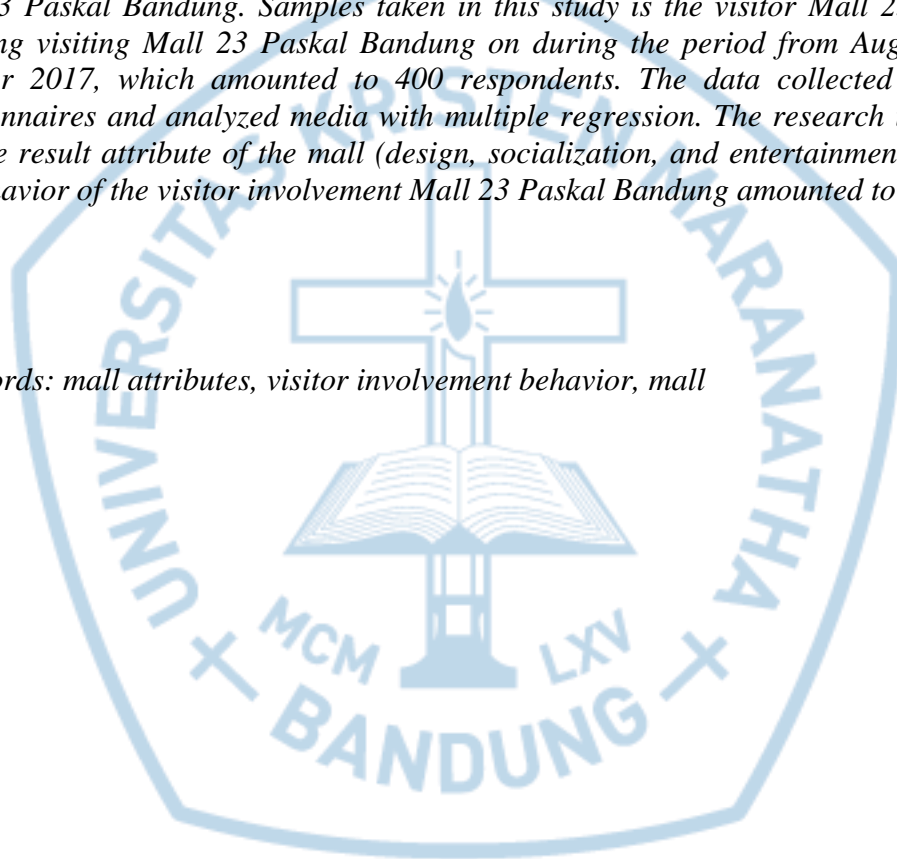 3 Paskal Bandung. Samples taken in this study is the visitor Mall 2
ng visiting Mall 23 Paskal Bandung on during the period from Aug
r 2017, which amounted to 400 respondents. The data collected
nnaires and analyzed media with multiple regression. The research
e result attribute of the mall (design, socialization, and entertainmen
avior of the visitor involvement Mall 23 Paskal Bandung amounted to
ords: mall attributes, visitor involvement behavior, mall
UNIVERSITAS KRISTEN MARANATHA
MCM LXV
BANDUNG